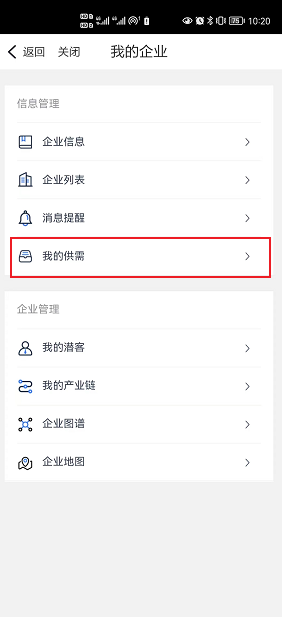 10:20
返回 关闭 我的企业
信息管理
企业信息
企业列表
消息提醒
我的供需
企业管理
我的潜客
我的产业链
企业图谱
企业地图